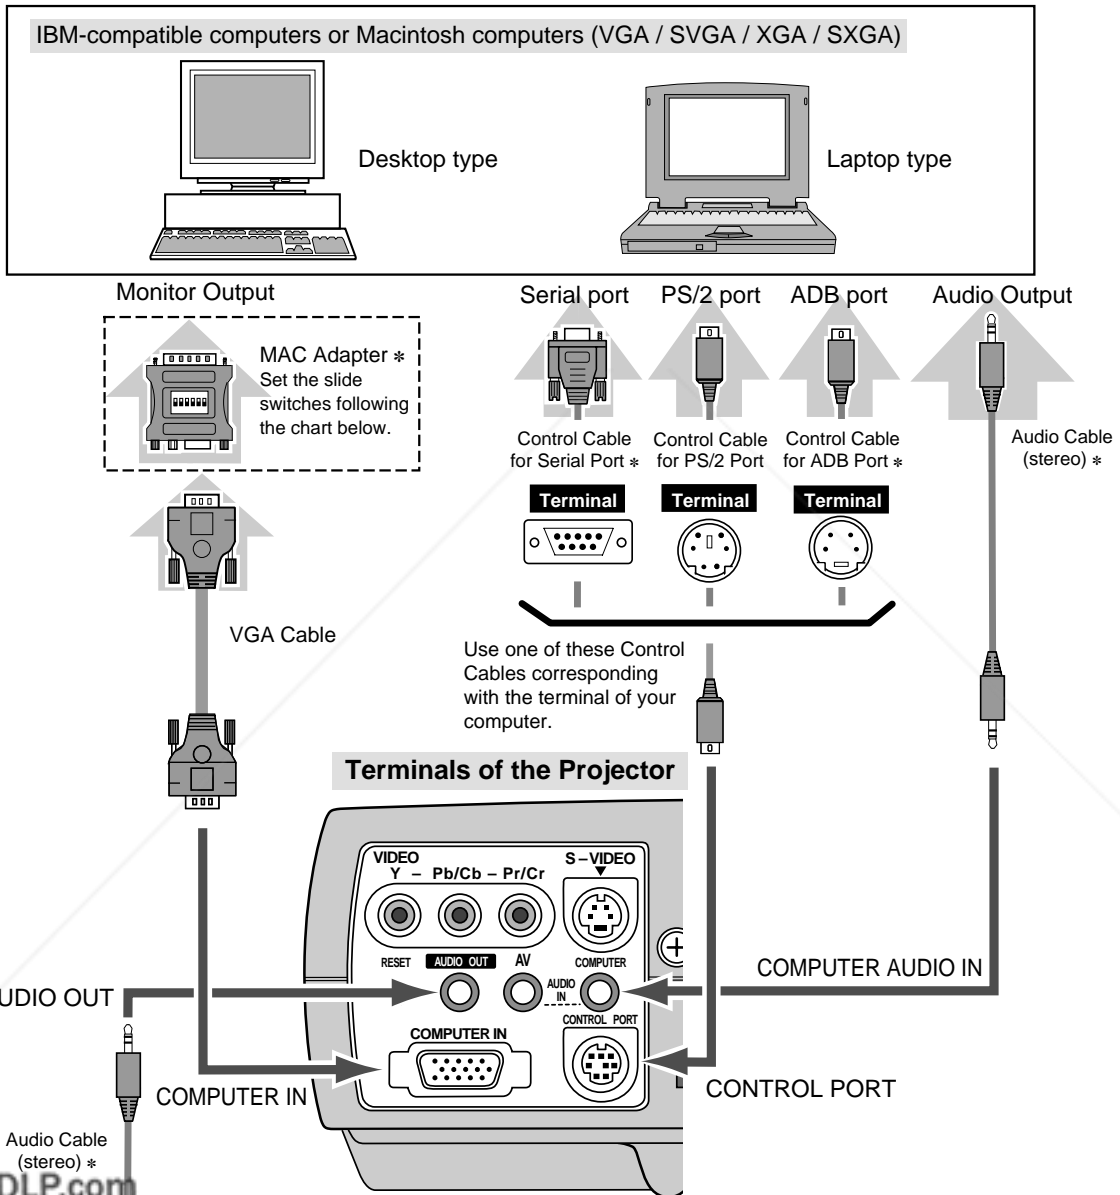 IBM-compatible computers or Macintosh computers (VGA / SVGA / XGA / SXGA)
Desktop type
Laptop type
Monitor Output
Serial port
PS/2 port
ADB port
Audio Output
MAC Adapter *
Set the slide
switches following
the chart below.
Control Cable
for Serial Port *
Control Cable
for PS/2 Port
Control Cable
for ADB Port *
Audio Cable
(stereo) *
Terminal
Terminal
Terminal
VGA Cable
Use one of these Control
Cables corresponding
with the terminal of your
computer.
Terminals of the Projector
VIDEO
Y – Pb/Cb – Pr/Cr
S–VIDEO
RESET
AUDIO OUT
AV
AUDIO
IN
COMPUTER
CONTROL PORT
COMPUTER IN
COMPUTER AUDIO IN
UDIO OUT
COMPUTER IN
CONTROL PORT
Audio Cable
(stereo) *
DLP.com